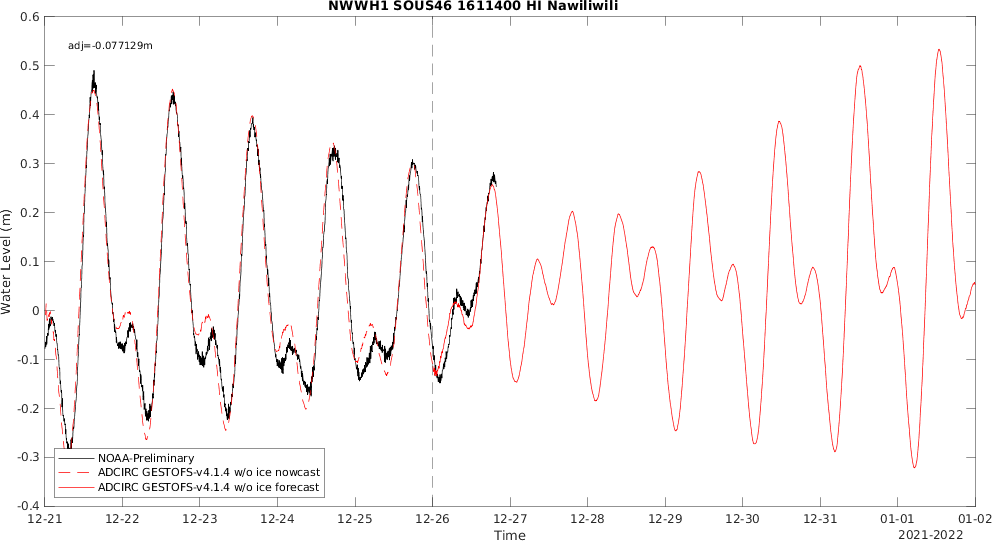 NWWH1 SOUS46 1611400 HI Nawiliwili
adj=-0.077129m
0.6
0.5
0.4
0.3
0.2
0.1
0
-0.1
-0.2
-0.3
-0.4
Water Level (m)
NOAA-Preliminary
ADCIRC GESTOFS-v4.1.4 w/o ice nowcast
ADCIRC GESTOFS-v4.1.4 w/o ice forecast
12-21 12-22 12-23 12-24 12-25 12-26 12-27 12-28 12-29 12-30 12-31 01-01 01-02
Time
2021-2022